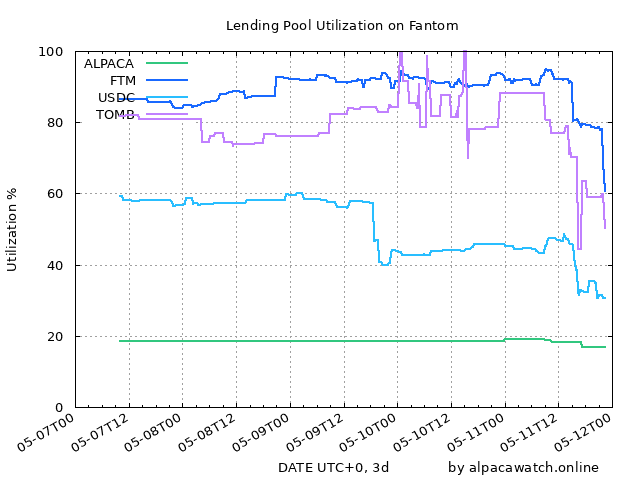 Lending Pool Utilization on Fantom
Utilization %
100
80
60
40
20
0
ALPACA
FTM
USDC
TOMB
05-07T00
05-07T12
05-08T00
05-08T12
05-09T00
05-09T12
05-10T00
05-10T12
05-11T00
05-11T12
05-12T00
DATE UTC+0, 3d
by alpacawatch.online